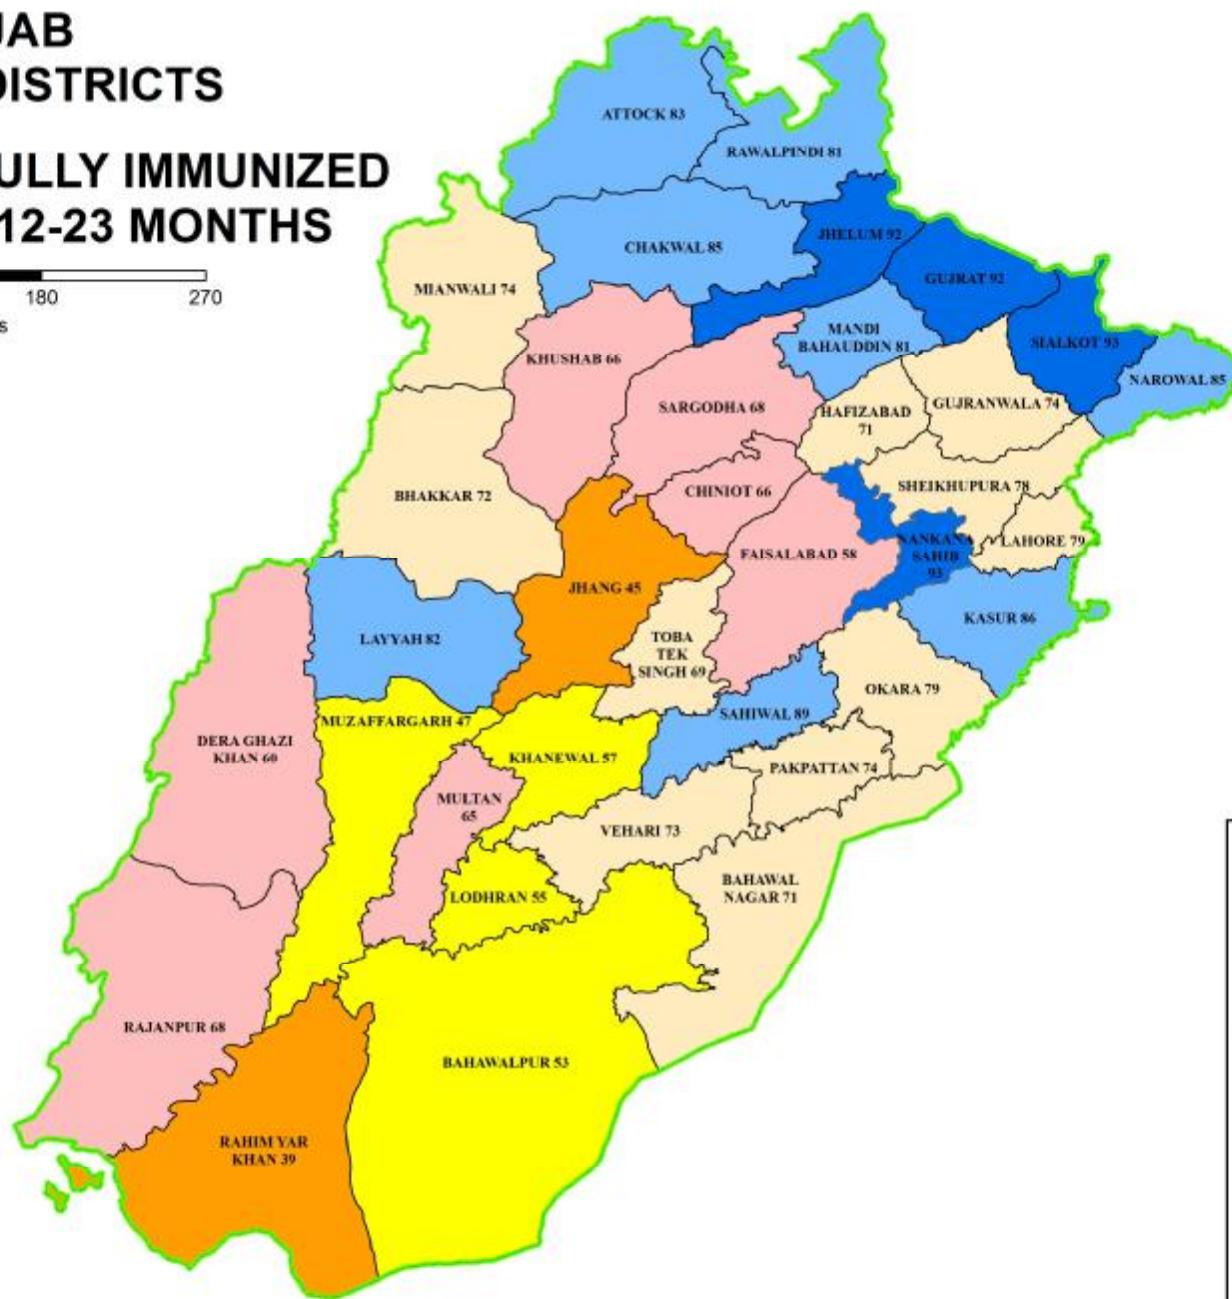 JAB
DISTRICTS
ULLY IMMUNIZED
12-23 MONTHS
180
270
s
ATTOCK 83
RAWALPINDI 81
CHAKWAL 85
JHELUM 92
GUJRAT 92
MIANWALI 74
MANDI
BAHAUDDIN 81
SIALKOT 93
KHUSHAB 66
NAROWAL 85
SARGODHA 68
HAFIZABAD
71
GUJRANWALA 74
BHAKKAR 72
CHINIOT 66
SHEIKHUPURA 78
FAISALABAD 58
NANKANA
SAHIB
93
LAHORE 79
JHANG 45
LAYYAH 82
TOBA
TEK
SINGH 69
KASUR 86
OKARA 79
MUZAFFARGARH 47
SAHIWAL 89
DERA GHAZI
KHAN 60
KHANEWAL 57
PAKPATTAN 74
MULTAN
65
VEHARI 73
LODHRAN 55
BAHAWAL
NAGAR 71
RAJANPUR 68
BAHAWALPUR 53
RAHIM YAR
KHAN 39